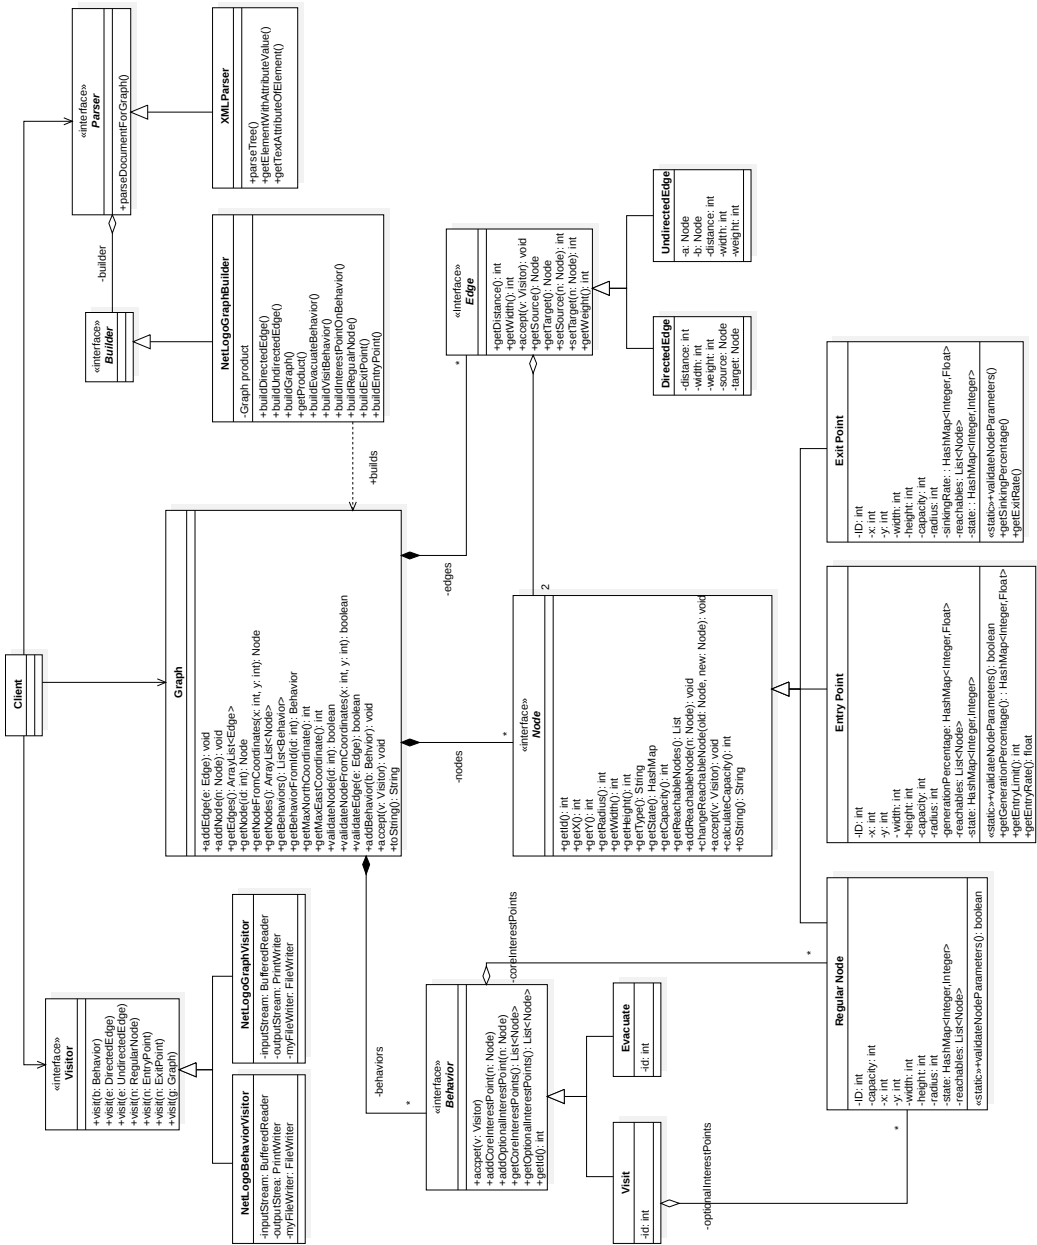 «interface»
Visitor
+visit(b: Behavior)
+visit(e: DirectedEdge)
+visit(e: UndirectedEdge)
+visit(n: RegularNode)
+visit(n: EntryPoint)
+visit(n: ExitPoint)
+visit(g: Graph)
NetLogoBehaviorVisitor
-inputStream: BufferedReader
-outputStrea: PrintWriter
-myFileWriter: FileWriter
NetLogoGraphVisitor
-inputStream: BufferedReader
-outputStream: PrintWriter
-myFileWriter: FileWriter
Client
«interface»
Parser
+parseDocumentForGraph()
XMLParser
+parseTree()
+getElementWithAttributeValue()
+getTextAttributeOfElement()
-builder
«interface»
Builder
NetLogoGraphBuilder
-Graph product
+buildDirectedEdge()
+buildUndirectedEdge()
+buildGraph()
+getProduct()
+buildEvacuateBehavior()
+buildVisitBehavior()
+buildInterestPointOnBehavior()
+buildRegualrNode()
+buildExitPoint()
+buildEntryPoint()
+builds
Graph
+addEdge(e: Edge): void
+addNode(n: Node): void
+getEdges(): ArrayList<Edge>
+getNode(id: int): Node
+getNodeFromCoordinates(x: int, y: int): Node
+getNodes(): ArrayList<Node>
+getBehaviors(): List<Behavior>
+getBehaviorFromId(id: int): Behavior
+getMaxNorthCoordinate(): int
+getMaxEastCoordinate(): int
+validateNode(id: int): boolean
+validateNodeFromCoordinates(x: int, y: int): boolean
+validateEdge(e: Edge): boolean
+addBehavior(b: Behvior): void
+accept(v: Visitor): void
+toString(): String
-behaviors
*
-nodes
*
-edges
*
«interface»
Behavior
+accpet(v: Visitor)
+addCoreInterestPoint(n: Node)
+addOptionalInterestPoint(n: Node)
+getCoreInterestPoints(): List<Node>
+getOptionalInterestPoints(): List<Node>
+getId(): int
-coreInterestPoints
*
Visit
-id: int
Evacuate
-id: int
-optionalInterestPoints
*
«interface»
Node
+getId(): int
+getX(): int
+getY(): int
+getRadius(): int
+getWidth(): int
+getHeight(): int
+getType(): String
+getState(): HashMap
+getCapacity(): int
+getReachableNodes(): List
+addReachableNode(n: Node): void
+changeReachableNode(old: Node, new: Node): void
+accept(v: Visitor): void
+calculateCapacity(): int
+toString(): String
2
«Interface»
Edge
+getDistance(): int
+getWidth(): int
+accept(v: Visitor): void
+getSource(): Node
+getTarget(): Node
+setSource(n: Node): int
+setTarget(n: Node): int
+getWeight(): int
DirectedEdge
-distance: int
-width: int
-weight: int
-source: Node
-target: Node
UndirectedEdge
-a: Node
-b: Node
-distance: int
-width: int
-weight: int
Regular Node
-ID: int
-capacity: int
-x: int
-y: int
-width: int
-height: int
-radius: int
-state: HashMap<Integer,Integer>
-reachables: List<Node>
«static»+validateNodeParameters(): boolean
Entry Point
-ID: int
-x: int
-y: int
-width: int
-height: int
-capacity: int
-radius: int
-generationPercentage: HashMap<Integer,Float>
-reachables: List<Node>
-state: HashMap<Integer,Integer>
«static»+validateNodeParameters(): boolean
+getGenerationPercentage(): : HashMap<Integer,Float>
+getEntryLimit(): int
+getEntryRate(): float
Exit Point
-ID: int
-x: int
-y: int
-width: int
-height: int
-capacity: int
-radius: int
-sinkingRate: : HashMap<Integer,Float>
-reachables: List<Node>
-state: : HashMap<Integer,Integer>
«static»+validateNodeParameters()
+getSinkingPercentage()
+getExitRate()